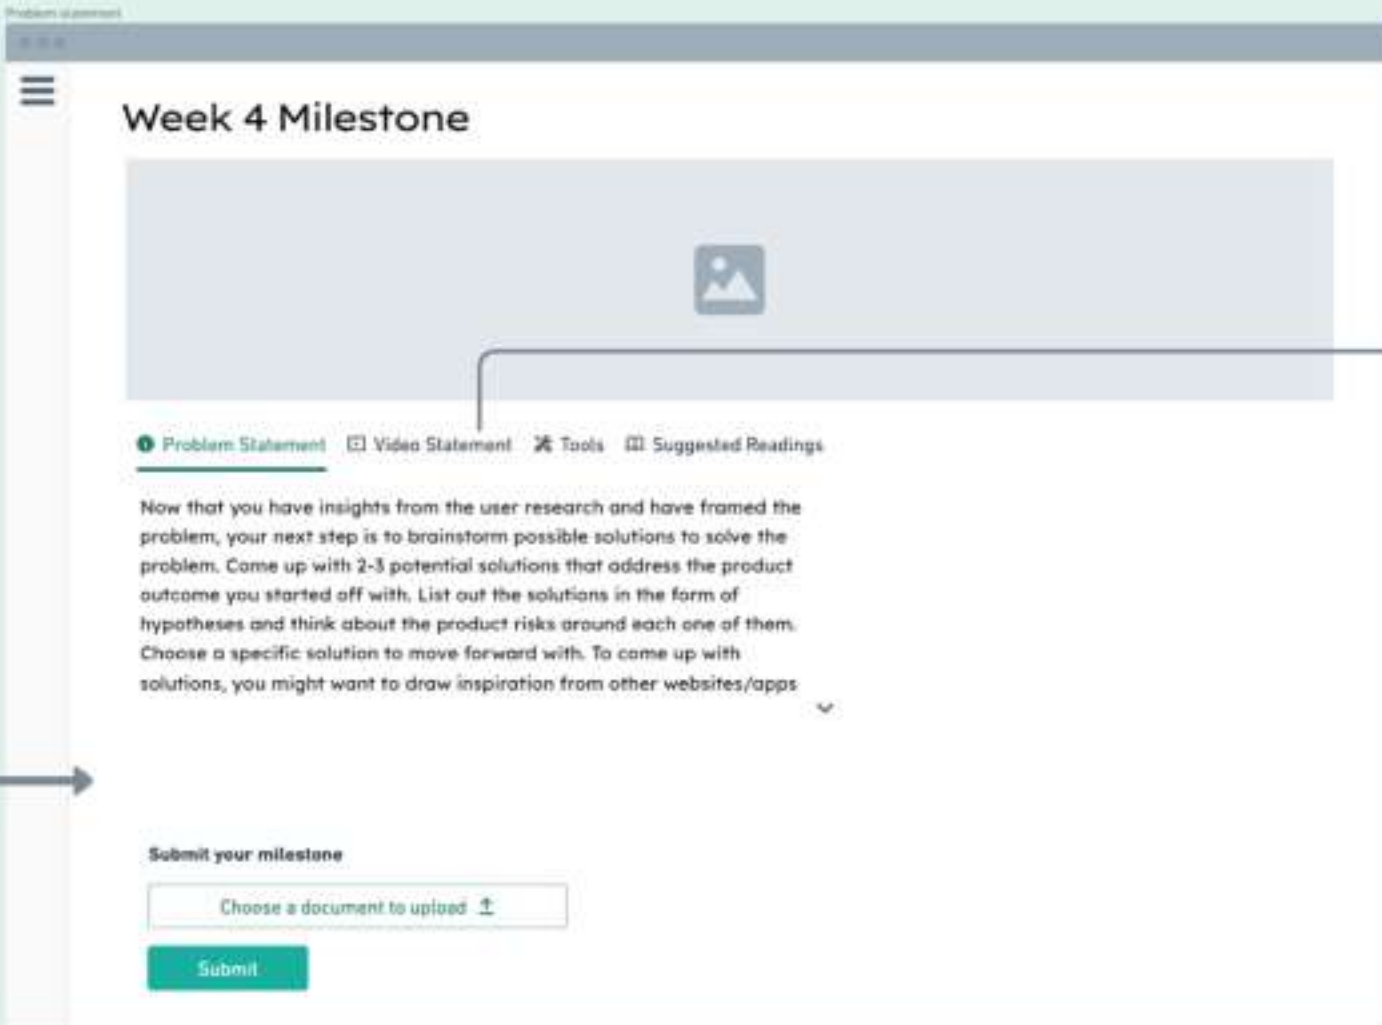 Problem statement
Week 4 Milestone
Problem Statement Video Statement Tools Suggested Readings
Now that you have insights from the user research and have framed the
problem, your next step is to brainstorm possible solutions to solve the
problem. Come up with 2-3 potential solutions that address the product
outcome you started off with. List out the solutions in the form of
hypotheses and think about the product risks around each one of them.
Choose a specific solution to move forward with. To come up with
solutions, you might want to draw inspiration from other websites/apps
Submit your milestone
Choose a document to upload
Submit